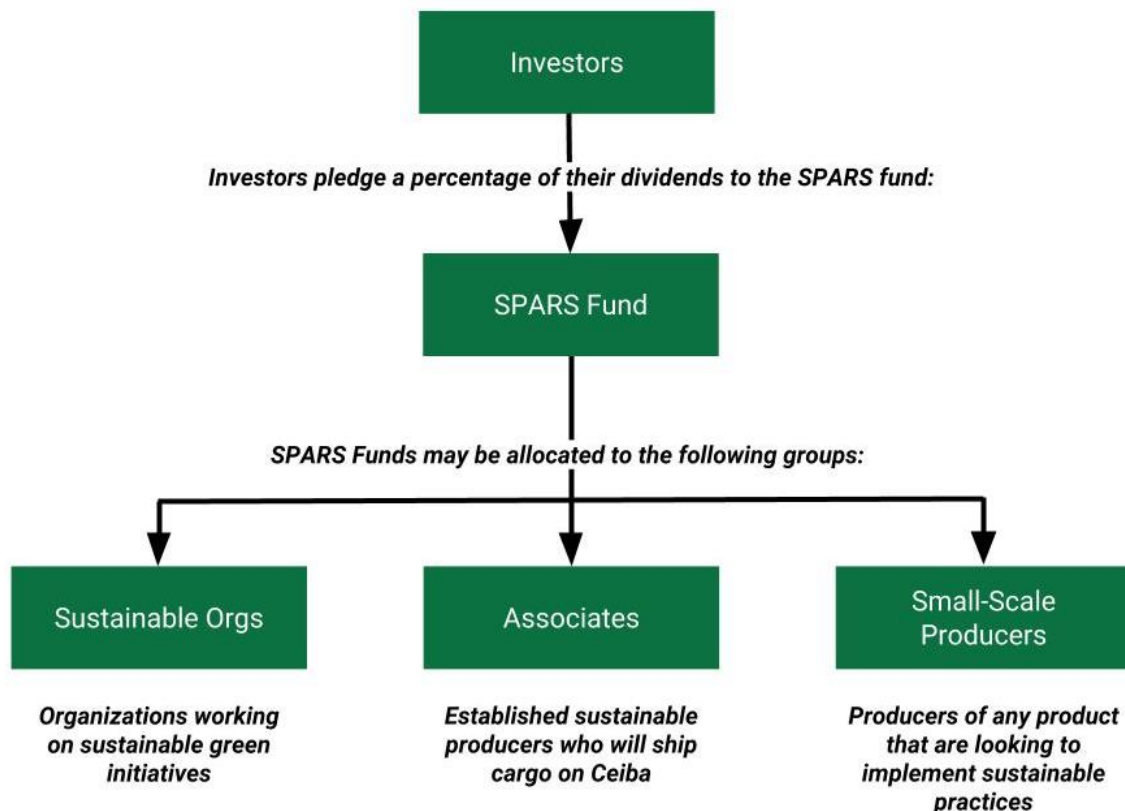 Investors
Investors pledge a percentage of their dividends to the SPARS fund:
SPARS Fund
SPARS Funds may be allocated to the following groups:
Sustainable Orgs
Organizations working
on sustainable green
initiatives
Associates
Established sustainable
producers who will ship
cargo on Ceiba
Small-Scale
Producers
Producers of any product
that are looking to
implement sustainable
practices